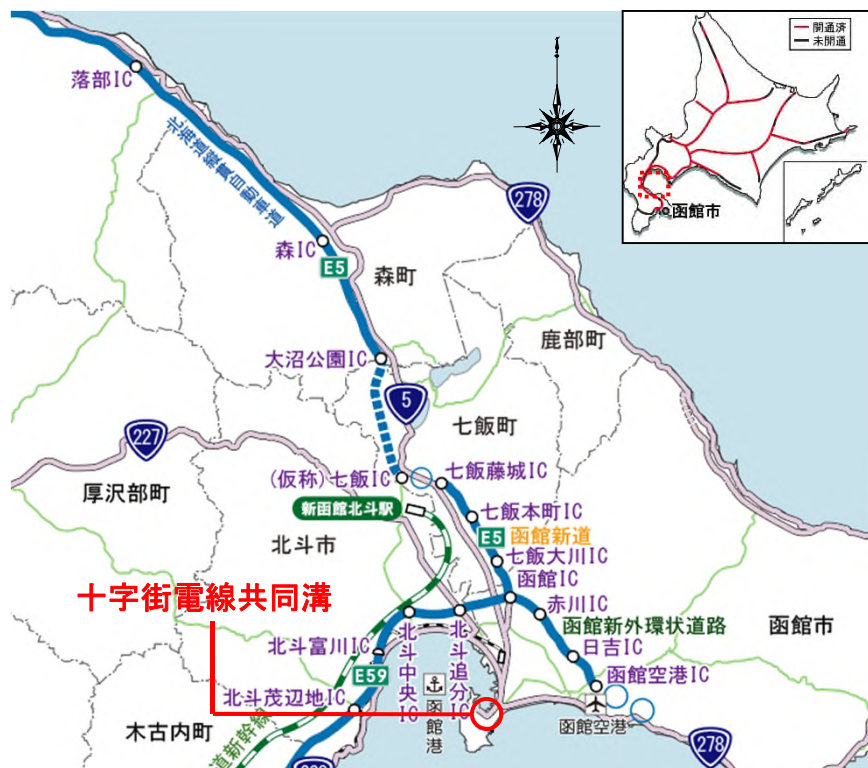 開通済
未開通
函館市
落部IC
北海道縦貫自動車道
278
森IC
E5
森町
鹿部町
大沼公園IC
5
227
七飯町
(仮称)七飯IC
七飯藤城IC
厚沢部町
新函館北斗駅
七飯本町IC
E5
函館新道
北斗市
七飯大川IC
函館IC
十字街電線共同溝
赤川IC
函館新外環状道路
函館市
北斗富川IC
北斗中央IC
北斗追分IC
日吉IC
E59
函館空港IC
北斗茂辺地IC
函館港
函館空港
木古内町
道新幹線
278